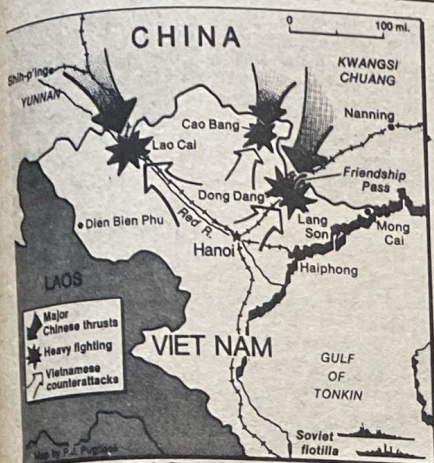 0 100 mi.
CHINA
KWANGSI
CHUANG
Shih-p'ing
YUNNAN
Nanning
Cao Bang
Lao Cai
Friendship
Pass
Dong Dang
Dien Bien Phu
Red R.
Lang
Son
Mong
Cai
Hanoi
Haiphong
LAOS
Major
Chinese thrusts
Heavy fighting
Vietnamese
counterattacks
VIET NAM
GULF
OF
TONKIN
Soviet
flotilla
Map by P.J.